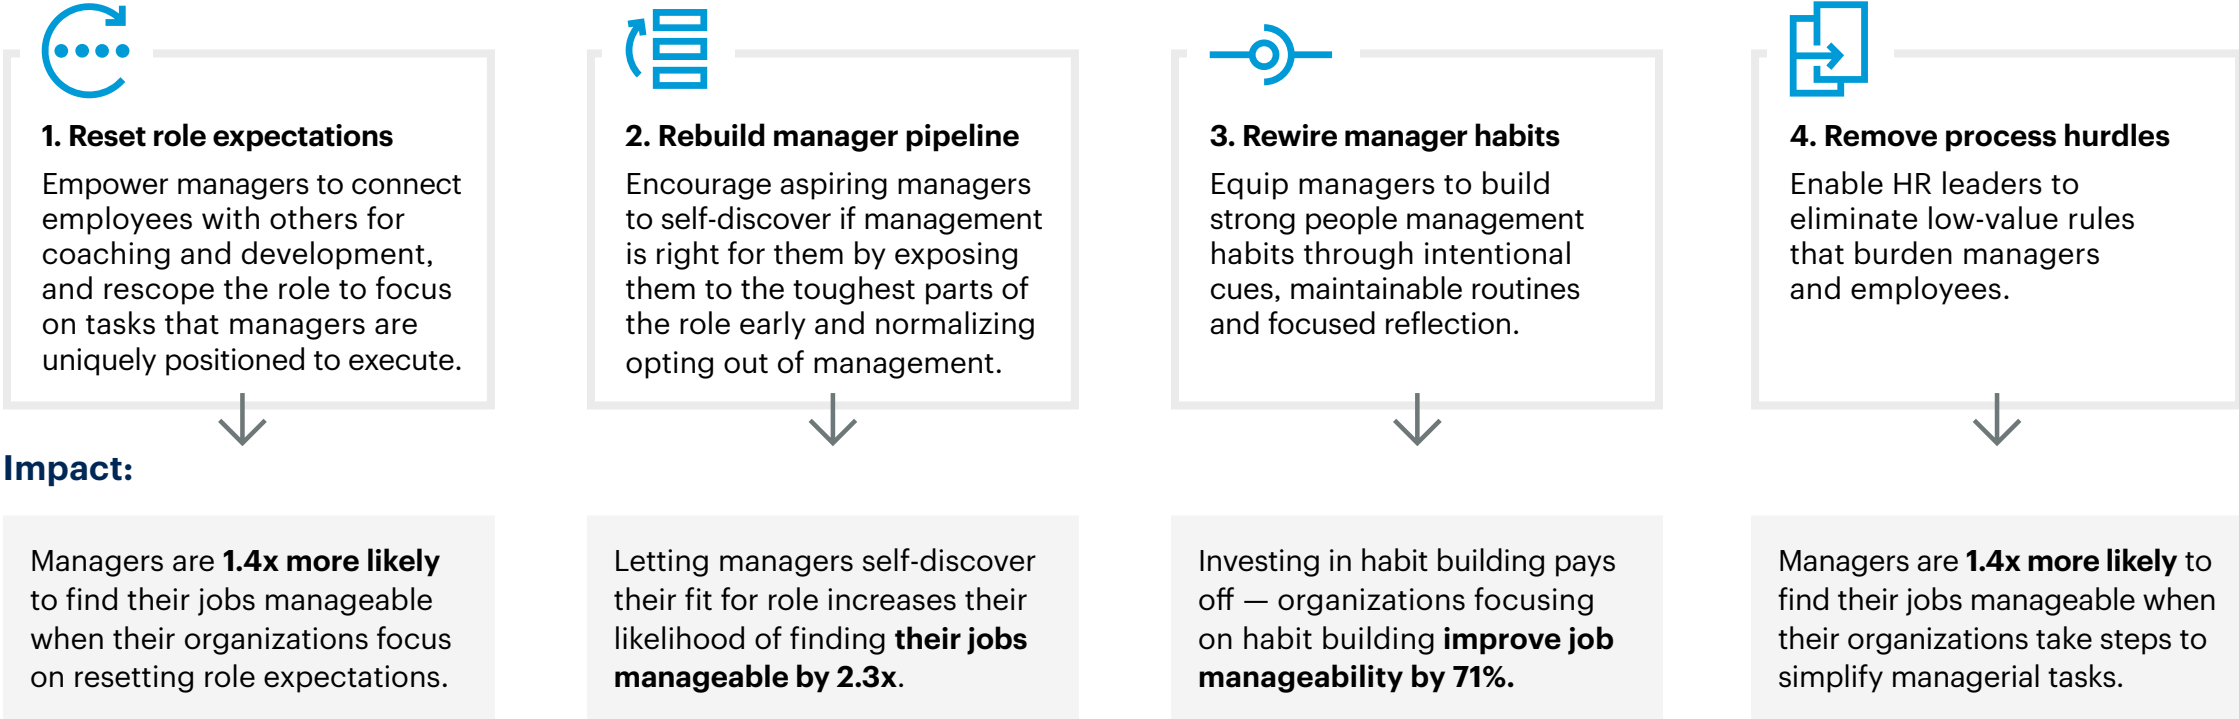 1. Reset role expectations
Empower managers to connect
employees with others for
coaching and development,
and rescope the role to focus
on tasks that managers are
uniquely positioned to execute.
2. Rebuild manager pipeline
Encourage aspiring managers
to self-discover if management
is right for them by exposing
them to the toughest parts of
the role early and normalizing
opting out of management.
3. Rewire manager habits
Equip managers to build
strong people management
habits through intentional
cues, maintainable routines
and focused reflection.
4. Remove process hurdles
Enable HR leaders to
eliminate low-value rules
that burden managers
and employees.
Impact:
Managers are 1.4x more likely
to find their jobs manageable
when their organizations focus
on resetting role expectations.
Letting managers self-discover
their fit for role increases their
likelihood of finding their jobs
manageable by 2.3x.
Investing in habit building pays
off — organizations focusing
on habit building improve job
manageability by 71%.
Managers are 1.4x more likely to
find their jobs manageable when
their organizations take steps to
simplify managerial tasks.